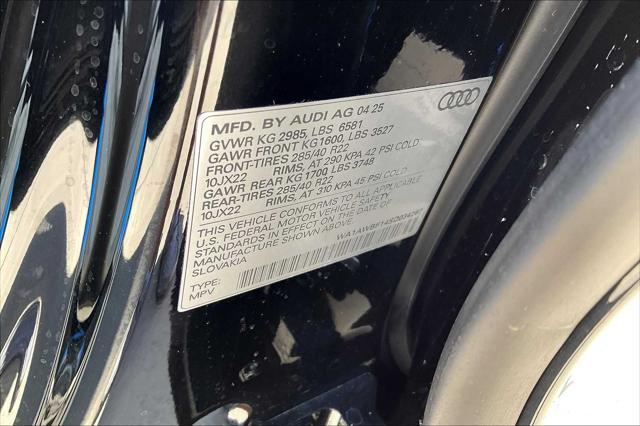 MFD. BY AUDI AG 04 25
GVWR KG 2985, LBS 6581
GAWR FRONT KG1600, LBS 3527
FRONT-TIRES 285/40 R22
10JX22 RIMS, AT 290 KPA 42 PSI COLD
GAWR REAR KG 1700 LBS 3748
REAR-TIRES 285/40 R22
10JX22 RIMS, AT 310 KPA 45 PSI COLD
THIS VEHICLE CONFORMS TO ALL APPLICABLE
U.S. FEDERAL MOTOR VEHICLE SAFETY
STANDARDS IN EFFECT ON THE DATE OF
MANUFACTURE SHOWN ABOVE.
SLOVAKIA
TYPE:
MPV